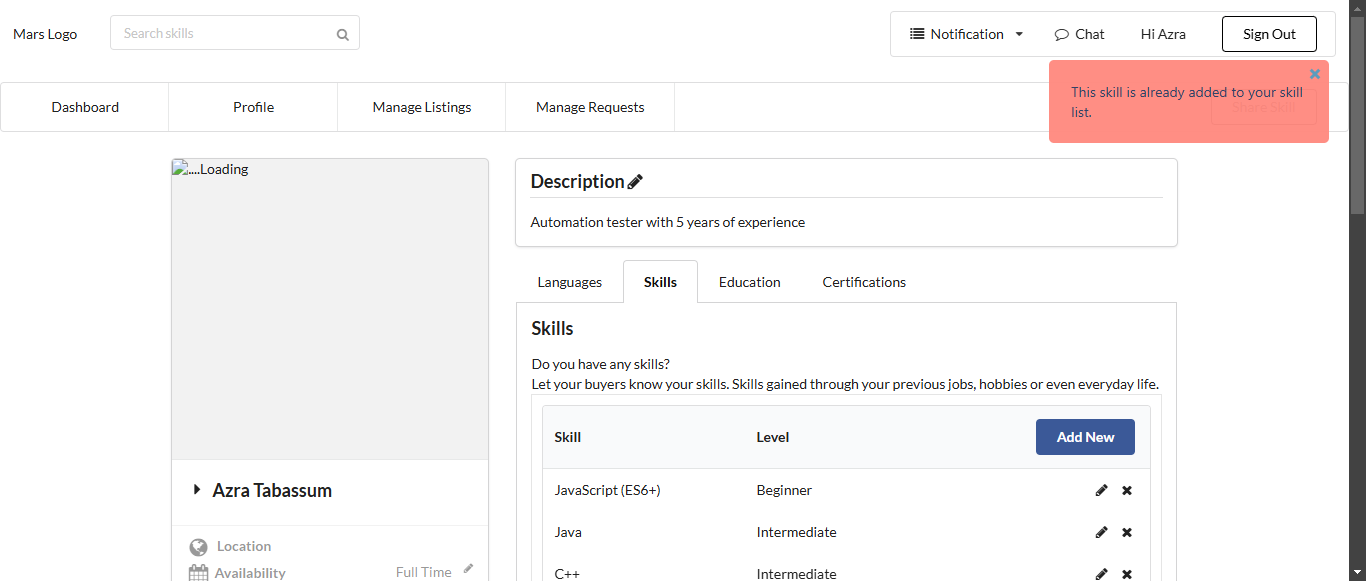 Mars Logo
Search skills
Notification
Chat
Hi Azra
Sign Out
Dashboard
Profile
Manage Listings
Manage Requests
This skill is already added to your skill
list.
Share Skill
....Loading
Description
Automation tester with 5 years of experience
Languages
Skills
Education
Certifications
Skills
Do you have any skills?
Let your buyers know your skills. Skills gained through your previous jobs, hobbies or even everyday life.
Skill Level Add New
JavaScript (ES6+) Beginner
Java Intermediate
C++ Intermediate
Azra Tabassum
Location
Availability Full Time